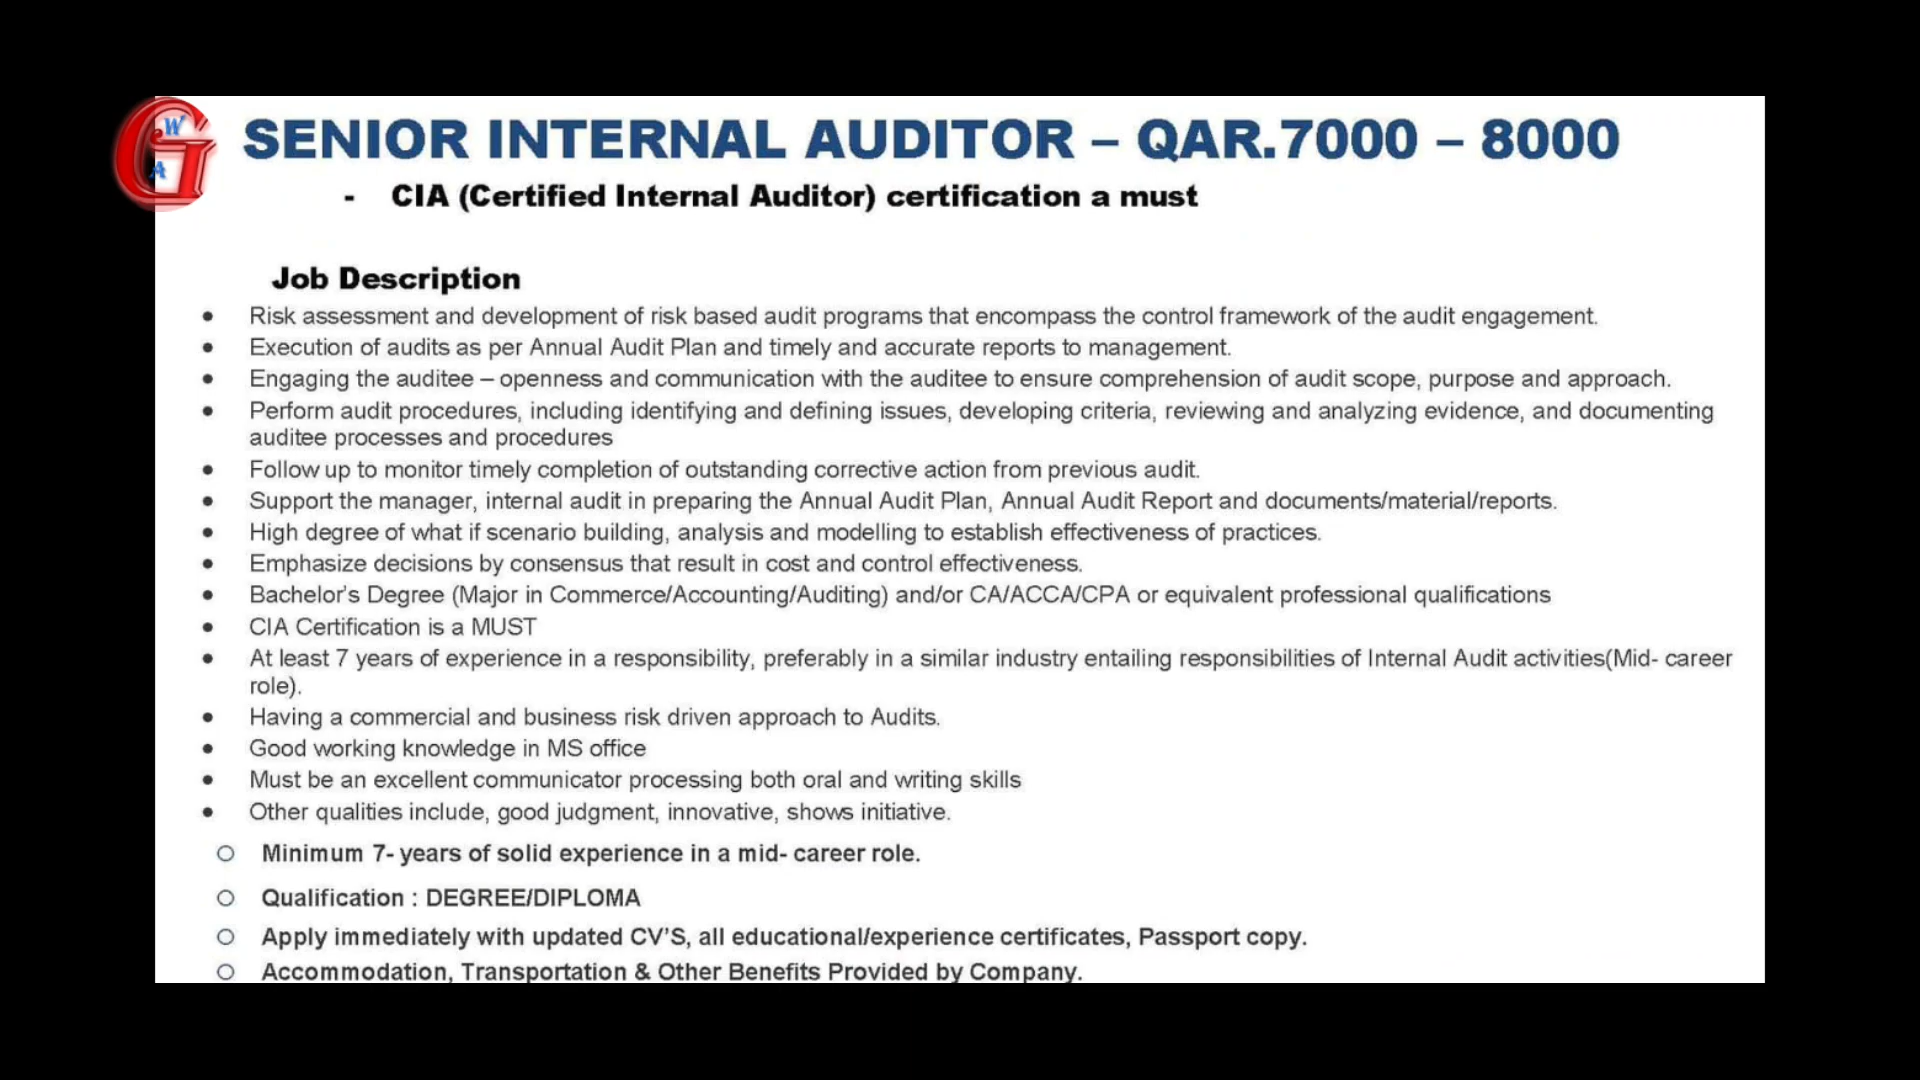 G W A
SENIOR INTERNAL AUDITOR – QAR.7000 – 8000
- CIA (Certified Internal Auditor) certification a must
Job Description
• Risk assessment and development of risk based audit programs that encompass the control framework of the audit engagement.
• Execution of audits as per Annual Audit Plan and timely and accurate reports to management.
• Engaging the auditee – openness and communication with the auditee to ensure comprehension of audit scope, purpose and approach.
• Perform audit procedures, including identifying and defining issues, developing criteria, reviewing and analyzing evidence, and documenting
auditee processes and procedures
• Follow up to monitor timely completion of outstanding corrective action from previous audit.
• Support the manager, internal audit in preparing the Annual Audit Plan, Annual Audit Report and documents/material/reports.
• High degree of what if scenario building, analysis and modelling to establish effectiveness of practices.
• Emphasize decisions by consensus that result in cost and control effectiveness.
• Bachelor's Degree (Major in Commerce/Accounting/Auditing) and/or CA/ACCA/CPA or equivalent professional qualifications
• CIA Certification is a MUST
• At least 7 years of experience in a responsibility, preferably in a similar industry entailing responsibilities of Internal Audit activities(Mid- career
role).
• Having a commercial and business risk driven approach to Audits.
• Good working knowledge in MS office
• Must be an excellent communicator processing both oral and writing skills
• Other qualities include, good judgment, innovative, shows initiative.
○ Minimum 7- years of solid experience in a mid- career role.
○ Qualification : DEGREE/DIPLOMA
○ Apply immediately with updated CV'S, all educational/experience certificates, Passport copy.
○ Accommodation, Transportation & Other Benefits Provided by Company.